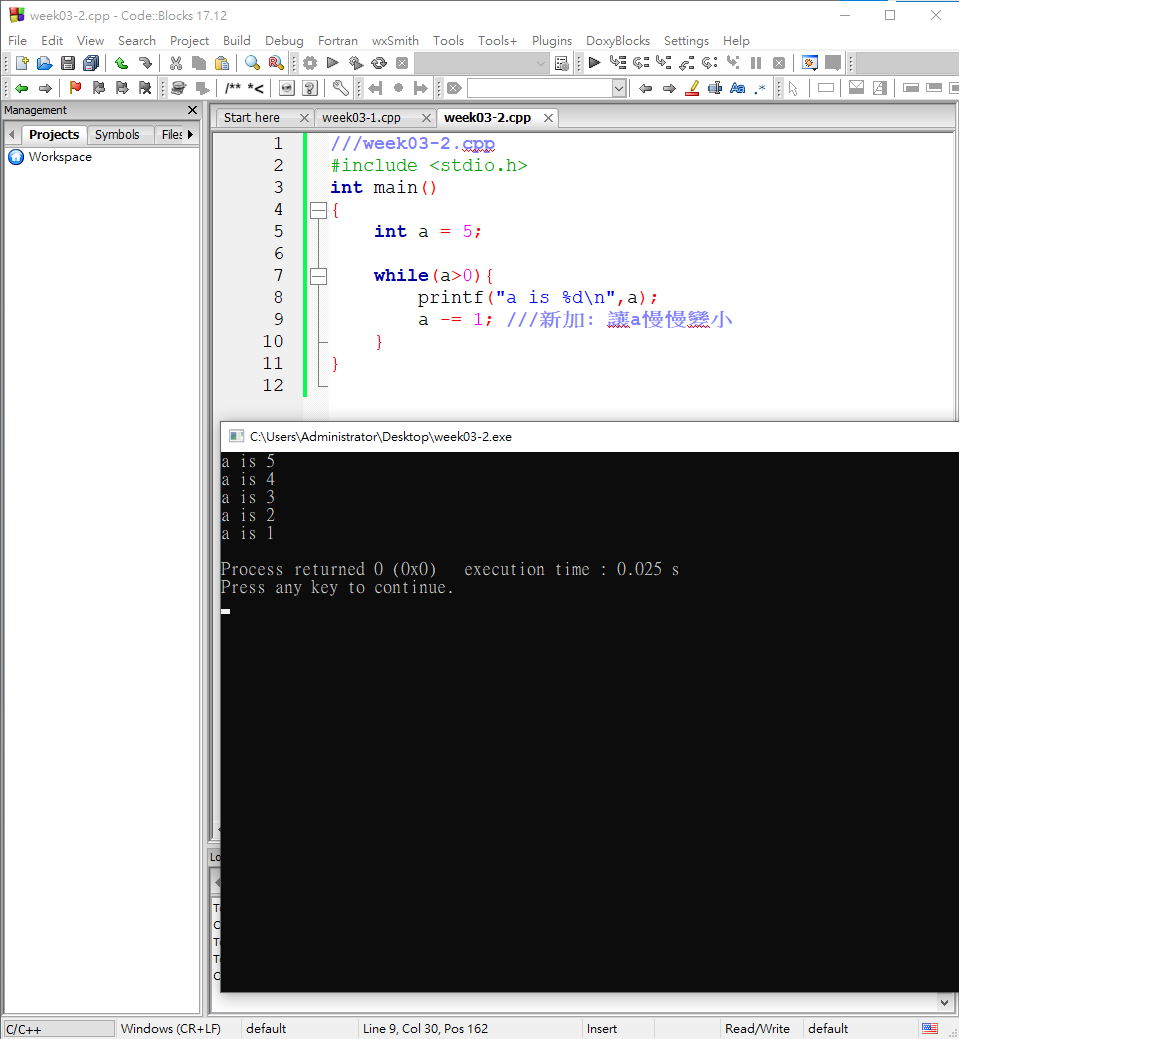 week03-2.cpp - Code::Blocks 17.12
File Edit View Search Project Build Debug Fortran wxSmith Tools Tools+ Plugins DoxyBlocks Settings Help
/** *<
Management
Projects Symbols Files
Workspace
Start here week03-1.cpp week03-2.cpp
1 ///week03-2.cpp
2 #include <stdio.h>
3 int main()
4 {
5 int a = 5;
6
7 while(a>0){
8 printf("a is %d\n",a);
9 a -= 1; ///新加: 讓a慢慢變小
10 }
11 }
12
C:\Users\Administrator\Desktop\week03-2.exe
a is 5
a is 4
a is 3
a is 2
a is 1
Process returned 0 (0x0) execution time : 0.025 s
Press any key to continue.
C/C++ Windows (CR+LF) default Line 9, Col 30, Pos 162 Insert Read/Write default